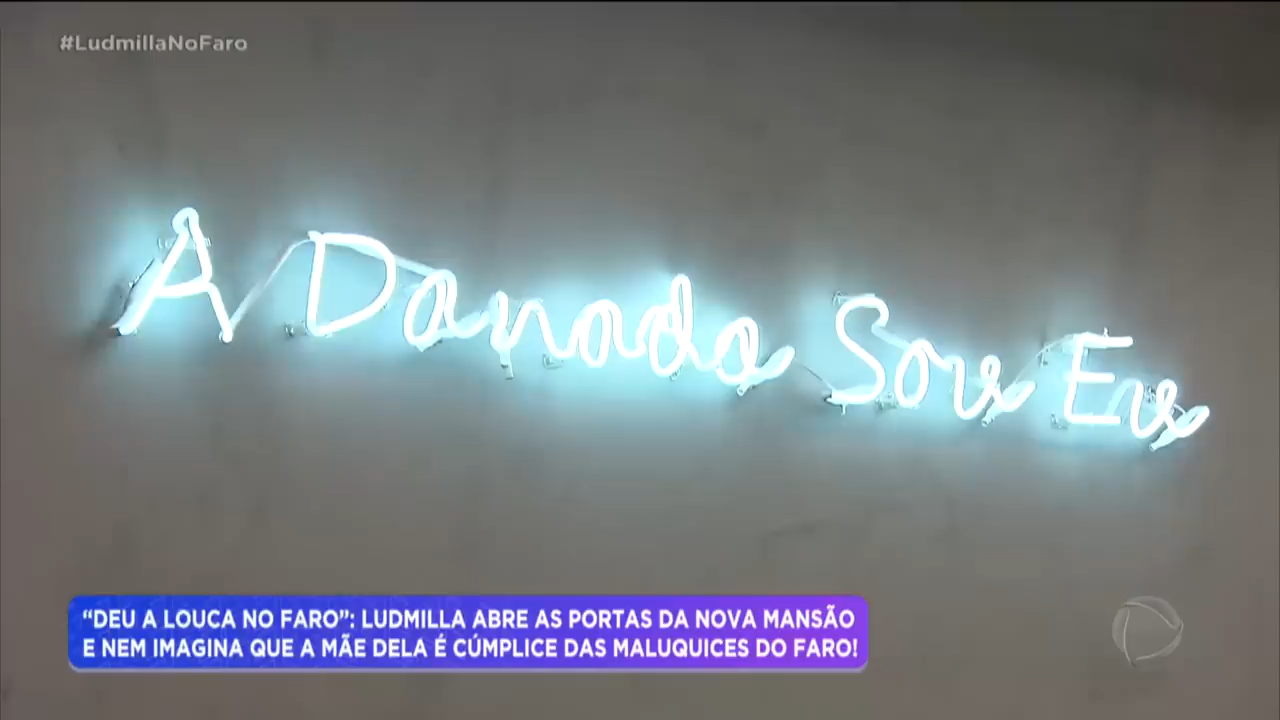 #LudmillaNoFaro
A Danada Sou Eu
“DEU A LOUCA NO FARO”: LUDMILLA ABRE AS PORTAS DA NOVA MANSÃO
E NEM IMAGINA QUE A MÃE DELA É CÚMPLICE DAS MALUQUICES DO FARO!